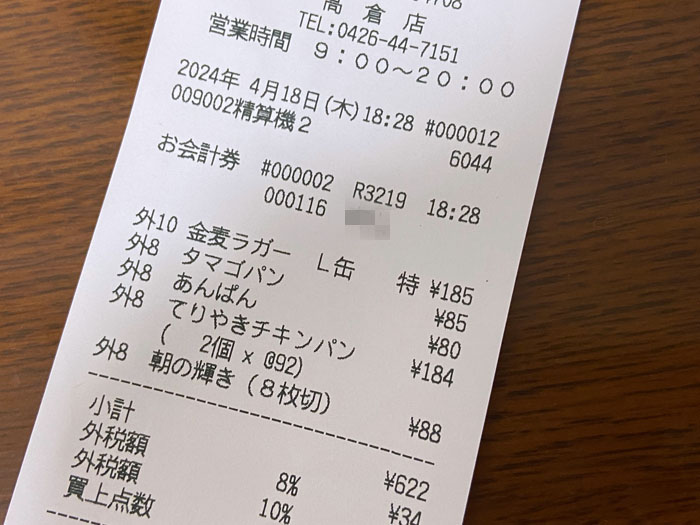 高倉店
TEL:0426-44-7151
営業時間 9:00~20:00
2024年 4月18日(木)18:28 #000012
009002精算機2 6044
お会計券 #000002 R3219 18:28
000116
外10 金麦ラガー L缶 特 ¥185
外8 タマゴパン ¥85
外8 あんぱん ¥80
外8 てりやきチキンパン ¥184
( 2個 x @92)
外8 朝の輝き(8枚切) ¥88
小計 ¥622
外税額 8% ¥34
外税額 10%
買上点数